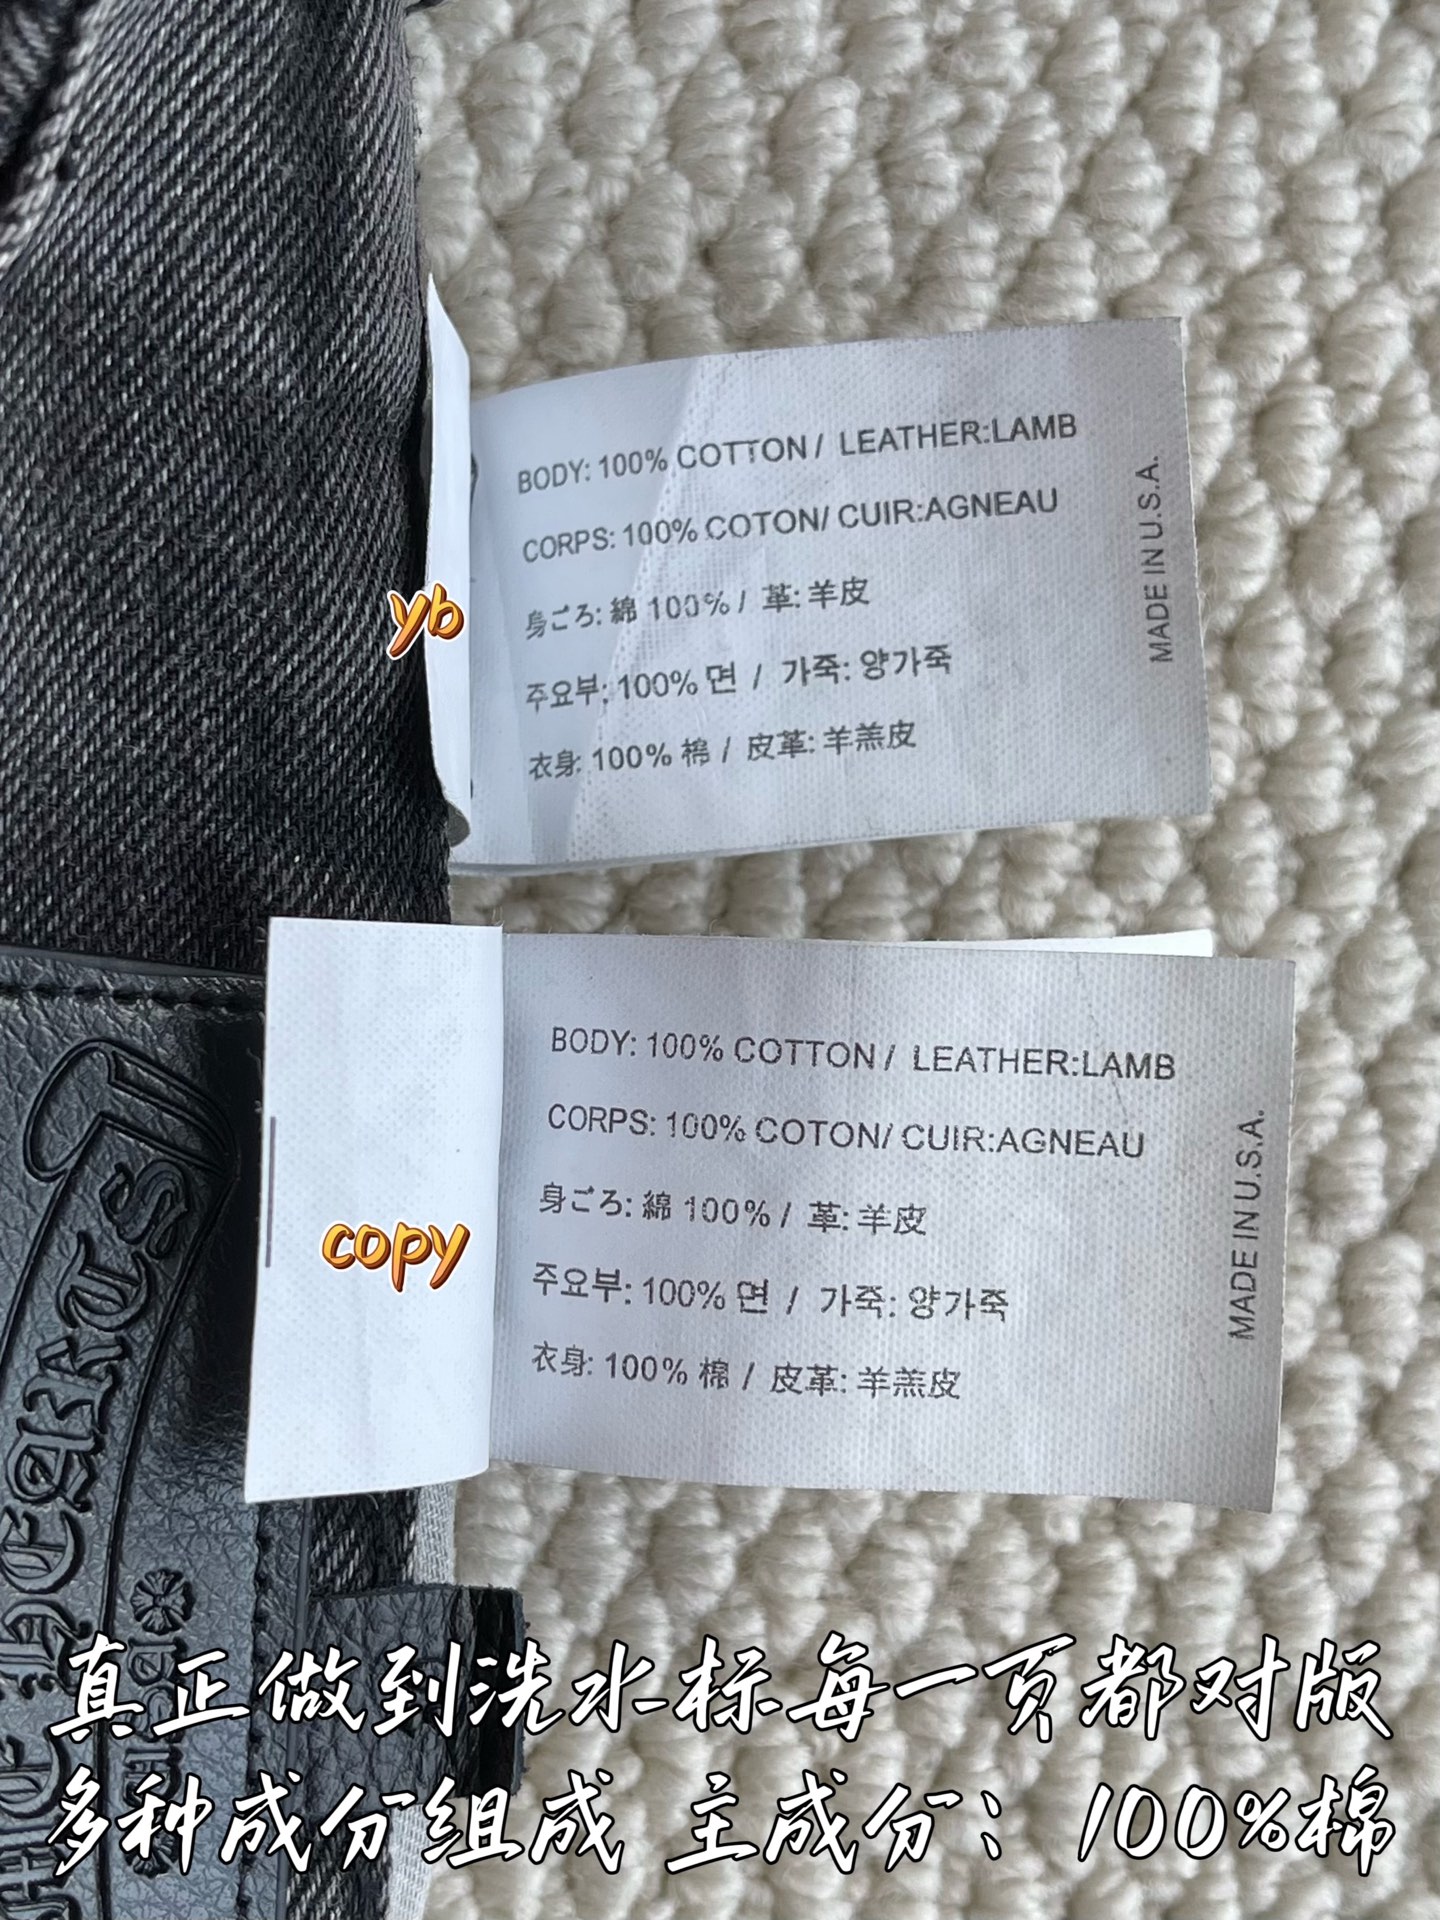 BODY: 100% COTTON / LEATHER:LAMB
CORPS: 100% COTON/ CUIR:AGNEAU
身ごろ: 綿 100% / 革: 羊皮
주요부: 100% 면 / 가죽: 양가죽
衣身: 100% 棉 / 皮革: 羊羔皮
MADE IN U.S.A.
yb
BODY: 100% COTTON / LEATHER:LAMB
CORPS: 100% COTON/ CUIR:AGNEAU
身ごろ: 綿 100% / 革: 羊皮
주요부: 100% 면 / 가죽: 양가죽
衣身: 100% 棉 / 皮革: 羊羔皮
MADE IN U.S.A.
copy
HEARTS
真正做到洗水标每一页都对版
多种成分组成 主成分：100%棉